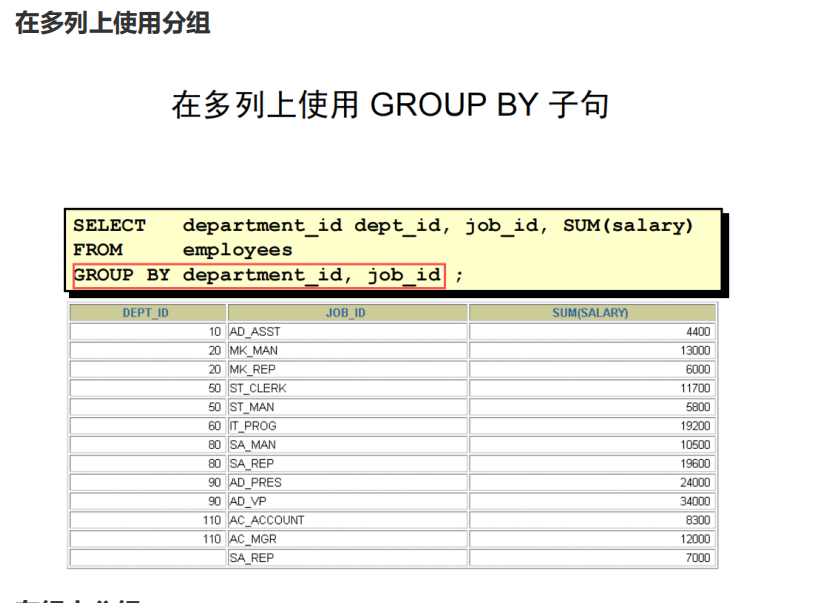 在多列上使用分组
在多列上使用 GROUP BY 子句
SELECT department_id dept_id, job_id, SUM(salary)
FROM employees
GROUP BY department_id, job_id ;
DEPT_ID JOB_ID SUM(SALARY)
10 AD_ASST 4400
20 MK_MAN 13000
20 MK_REP 6000
50 ST_CLERK 11700
50 ST_MAN 5800
60 IT_PROG 19200
80 SA_MAN 10500
80 SA_REP 19600
90 AD_PRES 24000
90 AD_VP 34000
110 AC_ACCOUNT 8300
110 AC_MGR 12000
SA_REP 7000